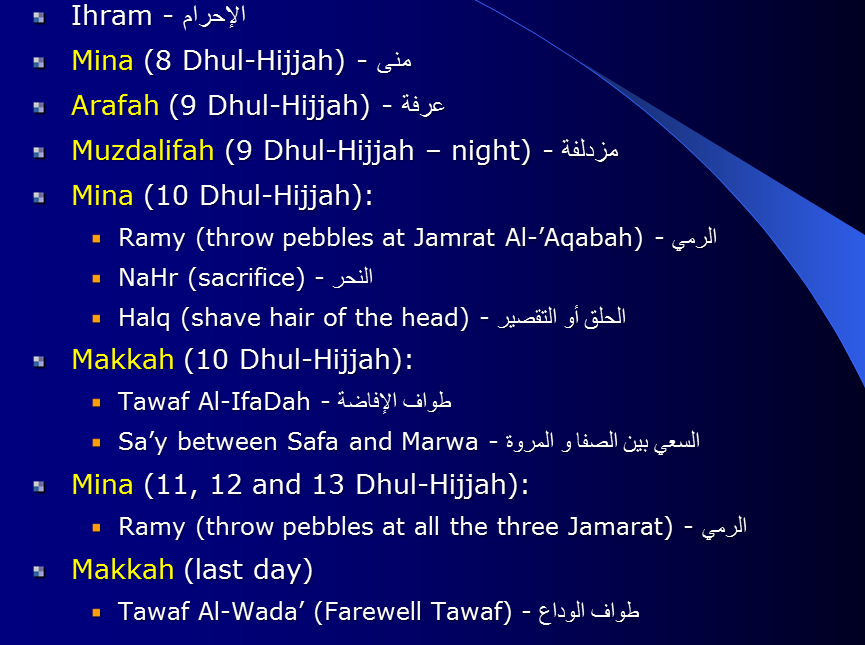 Ihram - الإحرام
Mina (8 Dhul-Hijjah) - منى
Arafah (9 Dhul-Hijjah) - عرفة
Muzdalifah (9 Dhul-Hijjah – night) - مزدلفة
Mina (10 Dhul-Hijjah):
Ramy (throw pebbles at Jamrat Al-’Aqabah) - الرمي
NaHr (sacrifice) - النحر
Halq (shave hair of the head) - الحلق أو التقصير
Makkah (10 Dhul-Hijjah):
Tawaf Al-IfaDah - طواف الإفاضة
Sa’y between Safa and Marwa - السعي بين الصفا و المروة
Mina (11, 12 and 13 Dhul-Hijjah):
Ramy (throw pebbles at all the three Jamarat) - الرمي
Makkah (last day)
Tawaf Al-Wada’ (Farewell Tawaf) - طواف الوداع